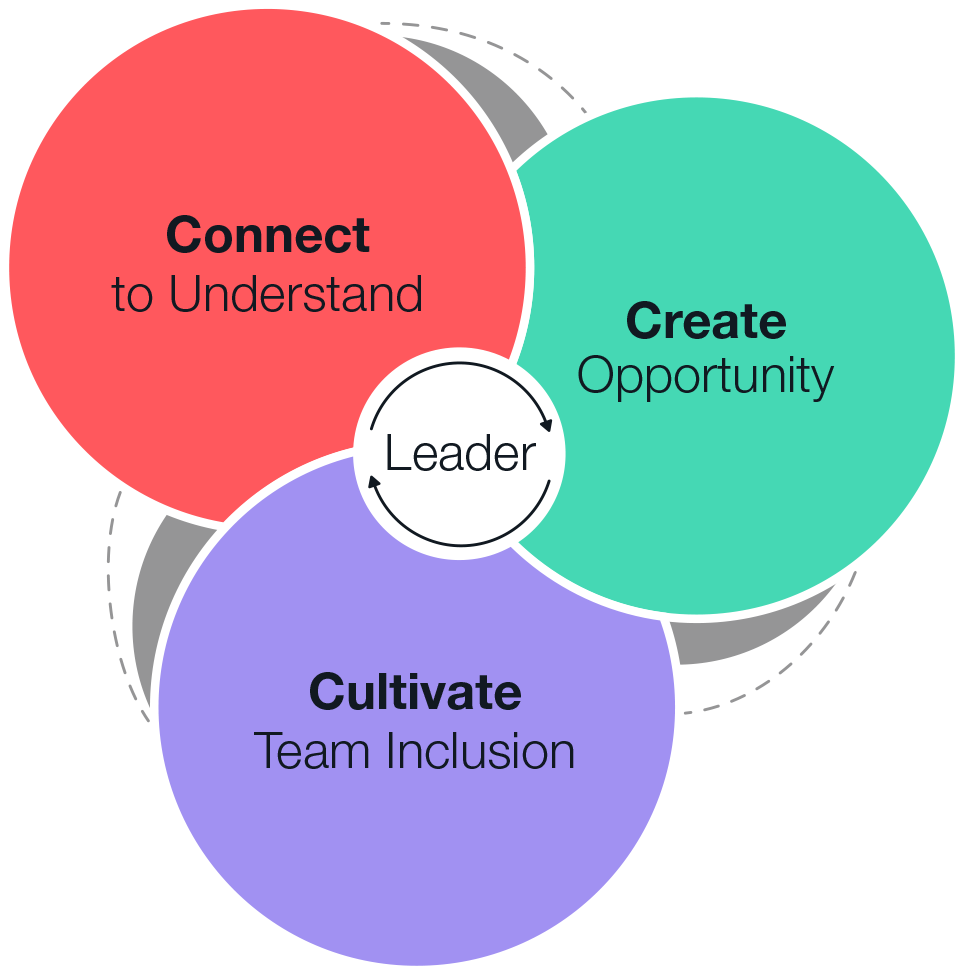 Connect
to Understand
Create
Opportunity
Leader
Cultivate
Team Inclusion